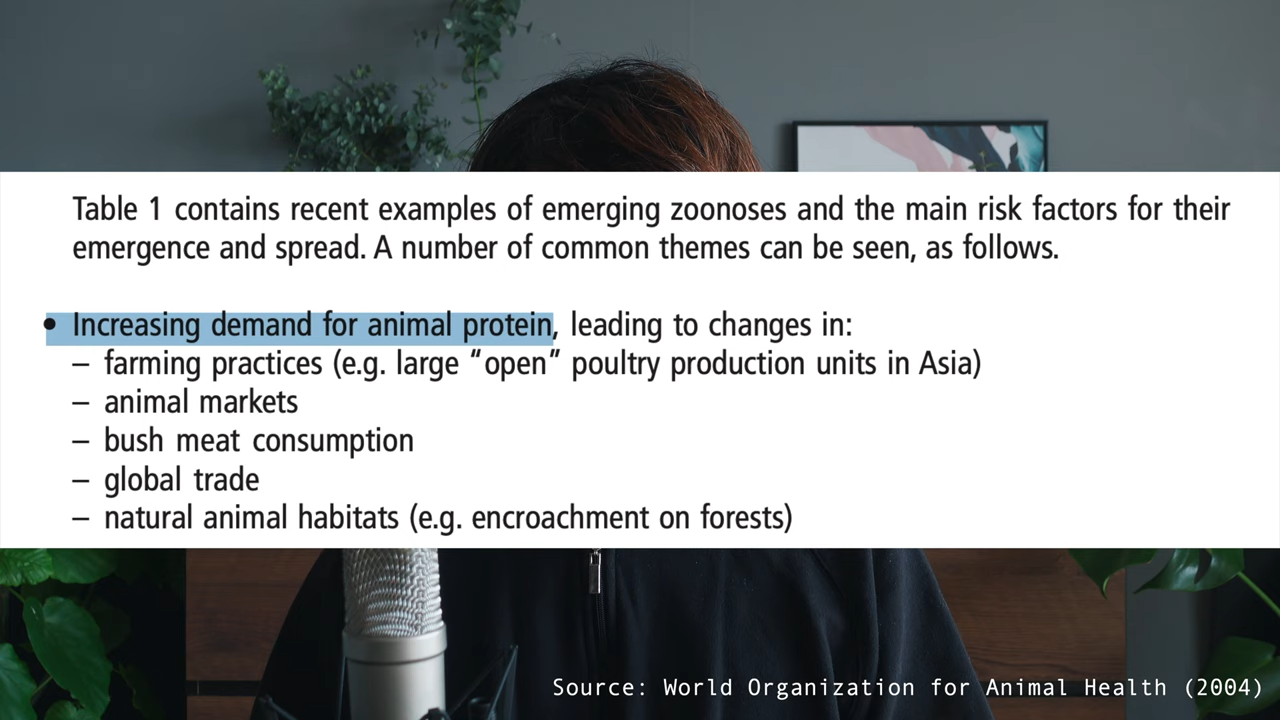 Table 1 contains recent examples of emerging zoonoses and the main risk factors for their
emergence and spread. A number of common themes can be seen, as follows.
• Increasing demand for animal protein, leading to changes in:
– farming practices (e.g. large “open” poultry production units in Asia)
– animal markets
– bush meat consumption
– global trade
– natural animal habitats (e.g. encroachment on forests)
Source: World Organization for Animal Health (2004)